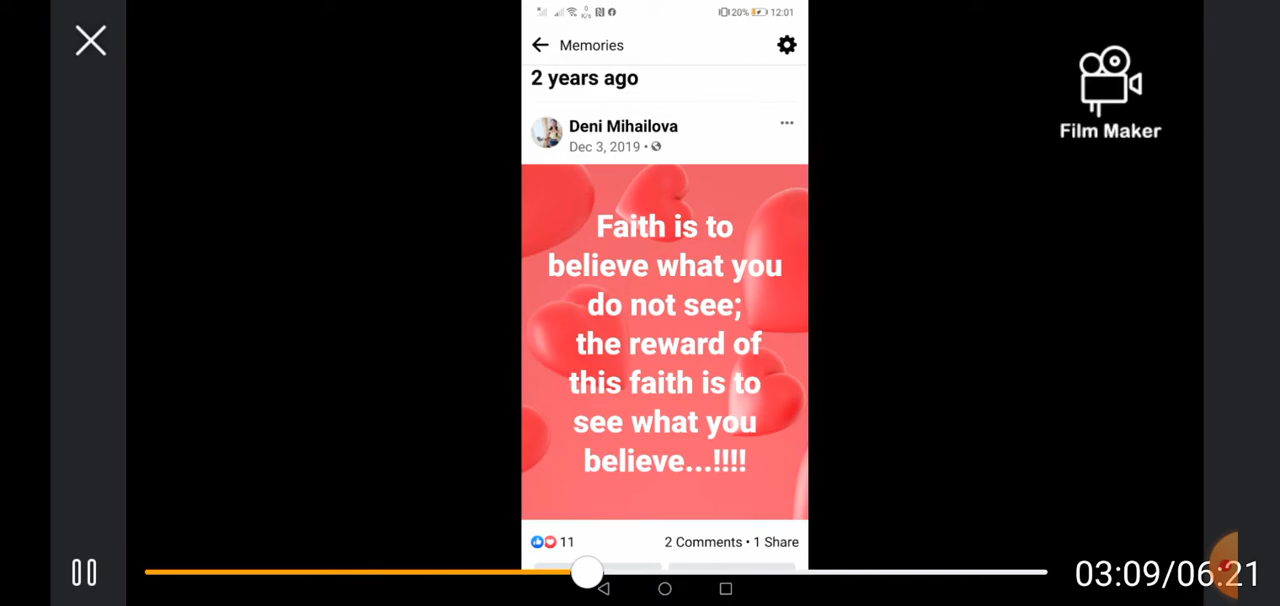 0
K/s
20%
12:01
Memories
2 years ago
Deni Mihailova
Dec 3, 2019
Film Maker
Faith is to
believe what you
do not see;
the reward of
this faith is to
see what you
believe...!!!!
11
2 Comments • 1 Share
03:09/06:21